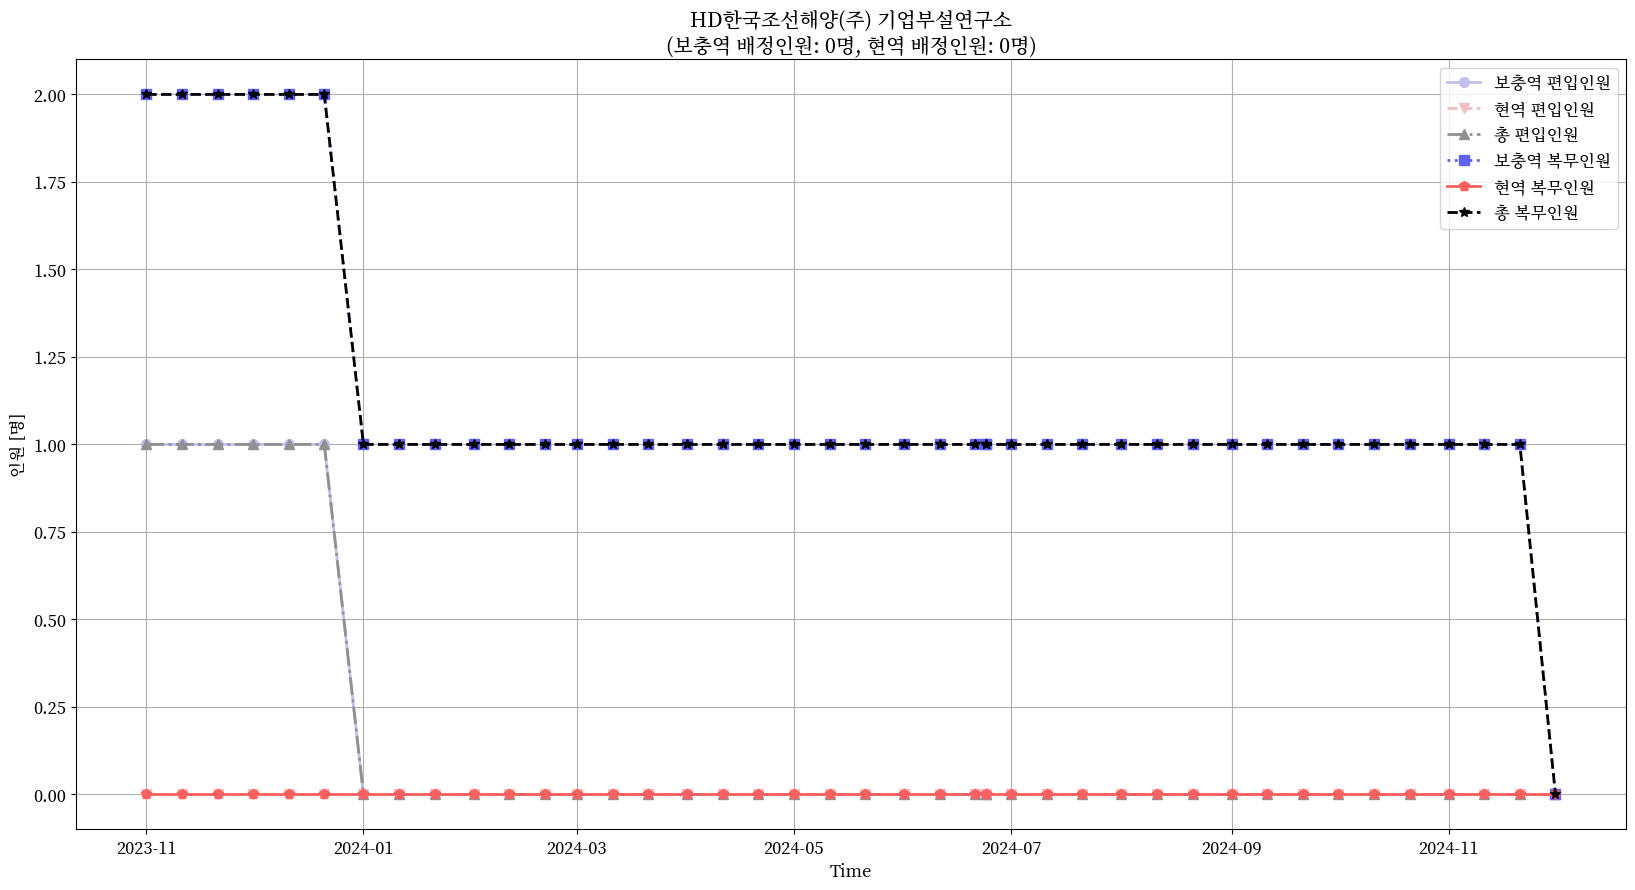 HD한국조선해양(주) 기업부설연구소
(보충역 배정인원: 0명, 현역 배정인원: 0명)
보충역 편입인원
현역 편입인원
총 편입인원
보충역 복무인원
현역 복무인원
총 복무인원
인원 [명]
2.00
1.75
1.50
1.25
1.00
0.75
0.50
0.25
0.00
2023-11
2024-01
2024-03
2024-05
2024-07
2024-09
2024-11
Time